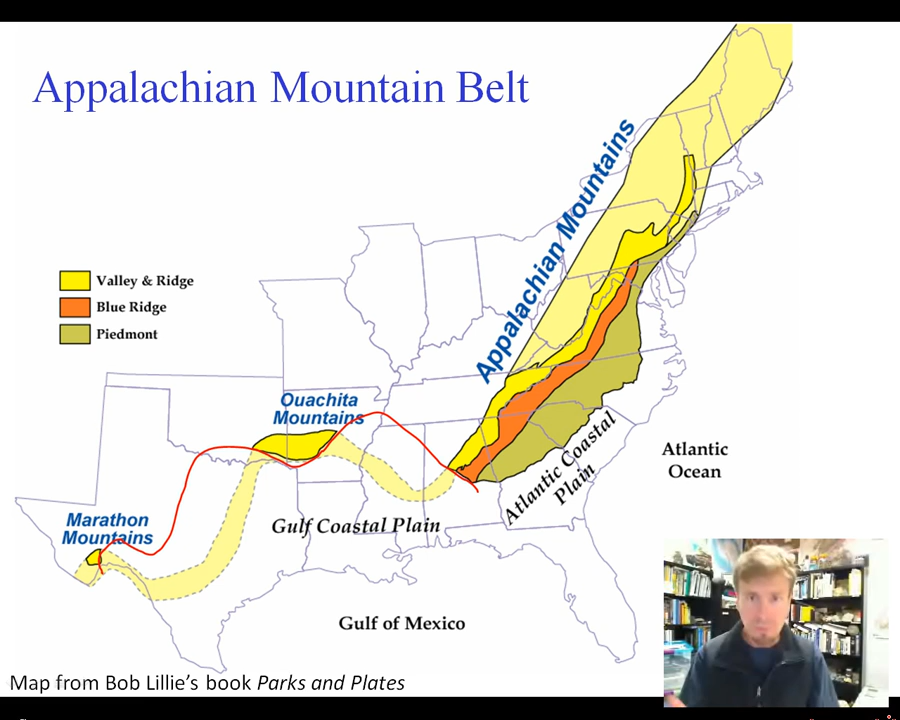 Appalachian Mountain Belt
Appalachian Mountains
Valley & Ridge
Blue Ridge
Piedmont
Ouachita
Mountains
Atlantic Coastal
Plain
Atlantic
Ocean
Marathon
Mountains
Gulf Coastal Plain
Gulf of Mexico
Map from Bob Lillie's book Parks and Plates